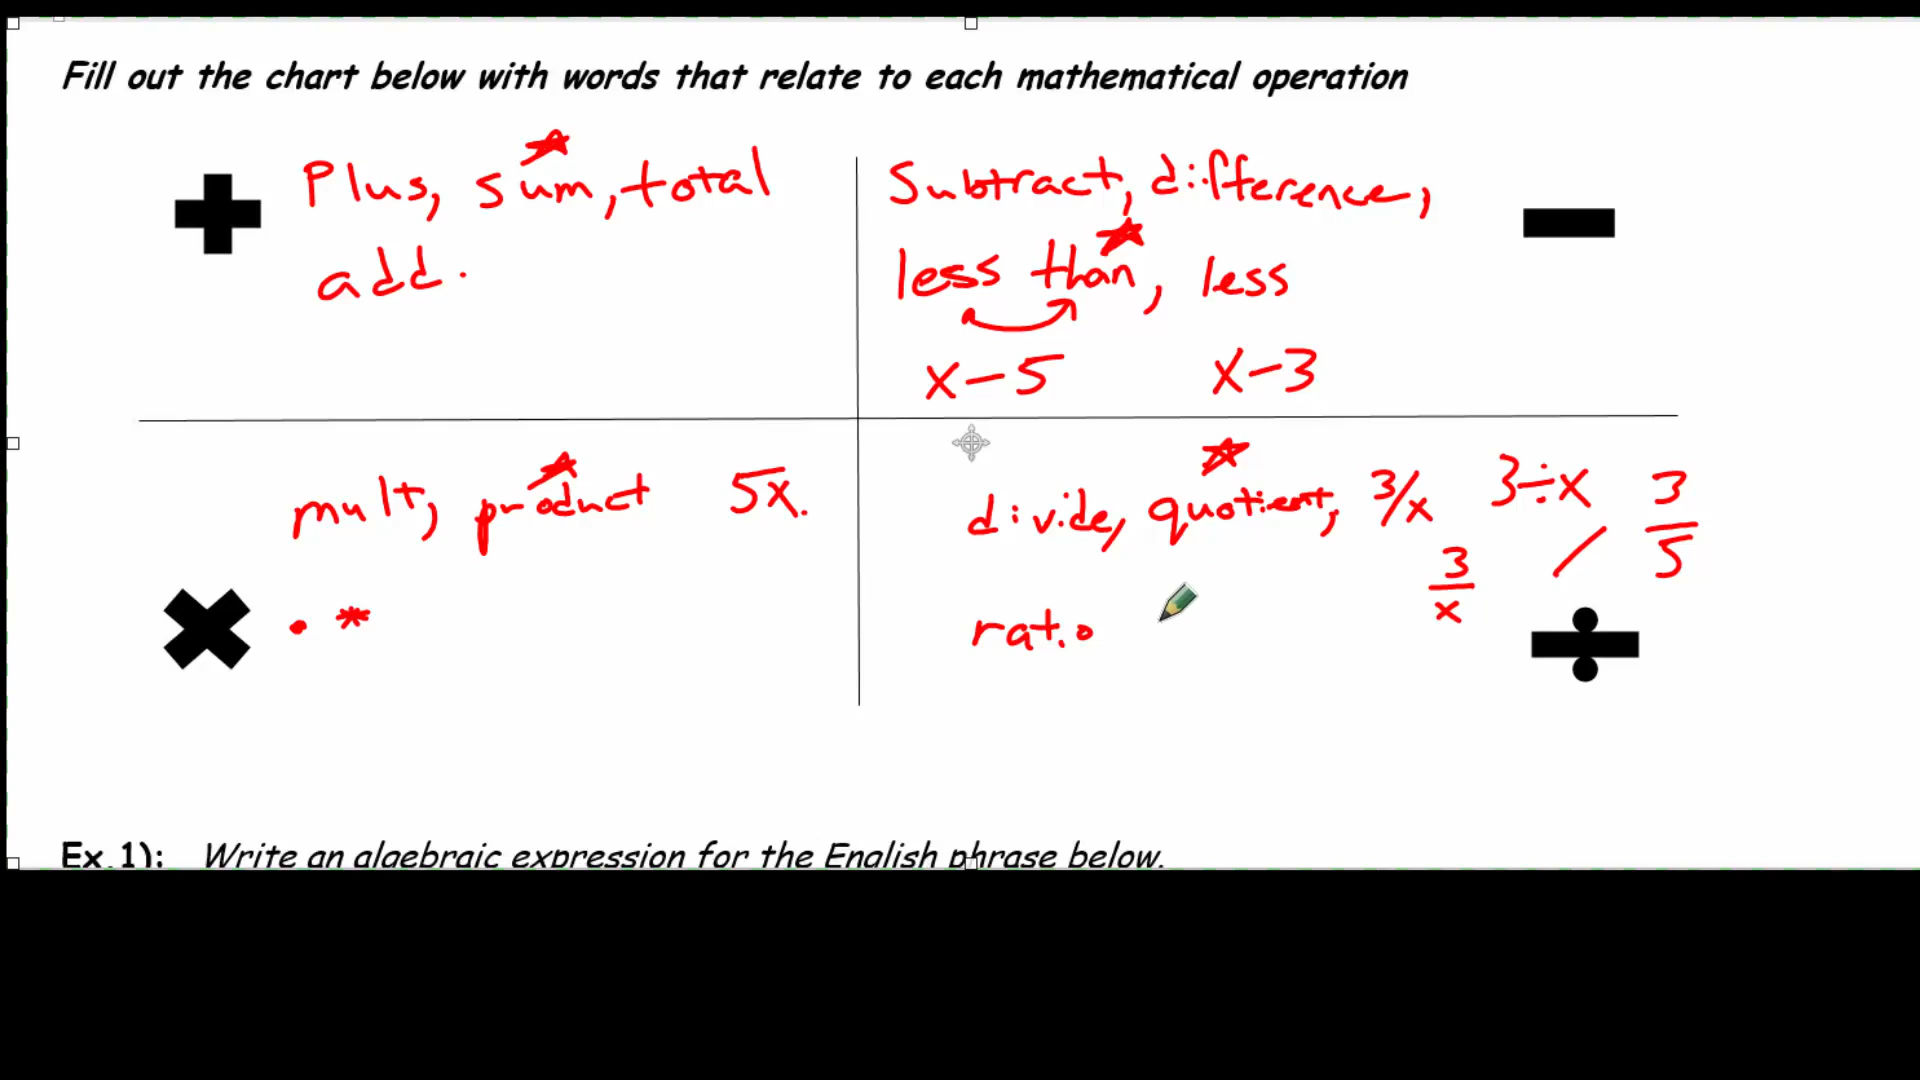 Fill out the chart below with words that relate to each mathematical operation
Plus, sum, total
add.
Subtract, difference,
less than, less
x-5 x-3
mult, product 5x.
• *
divide, quotient, 3/x 3÷x 3/5
3/x /
ratio
Ex.1): Write an algebraic expression for the English phrase below.